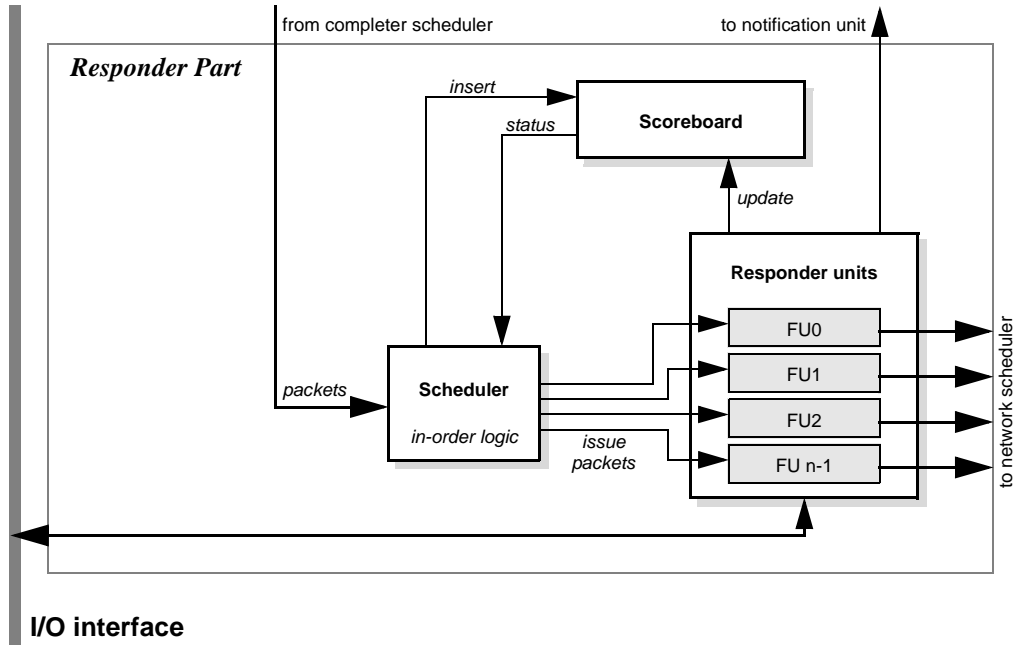 from completer scheduler
to notification unit
Responder Part
insert
Scoreboard
status
update
Responder units
FU0
FU1
FU2
FU n-1
to network scheduler
packets
Scheduler
in-order logic
issue
packets
I/O interface